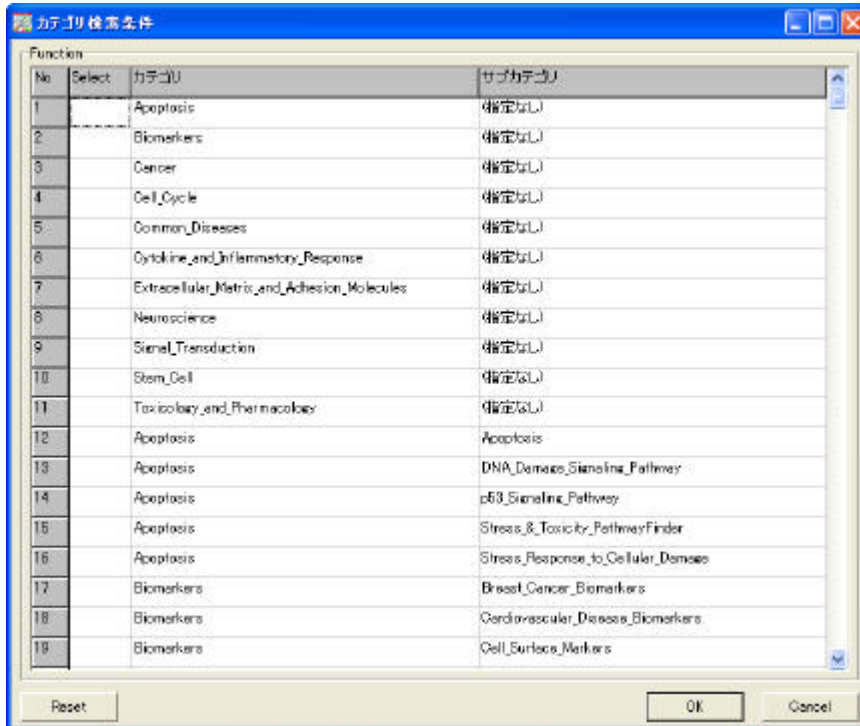 カテゴリ検索条件
Function
No Select カテゴリ サブカテゴリ
1 Apoptosis (指定なし)
2 Biomarkers (指定なし)
3 Cancer (指定なし)
4 Cell_Cycle (指定なし)
5 Common_Diseases (指定なし)
6 Cytokine_and_Inflammatory_Response (指定なし)
7 Extracellular_Matrix_and_Adhesion_Molecules (指定なし)
8 Neuroscience (指定なし)
9 Signal_Transduction (指定なし)
10 Stem_Cell (指定なし)
11 Toxicology_and_Pharmacology (指定なし)
12 Apoptosis Apoptosis
13 Apoptosis DNA_Damage_Signaling_Pathway
14 Apoptosis p53_Signaling_Pathway
15 Apoptosis Stress_&_Toxicity_PathwayFinder
16 Apoptosis Stress_Response_to_Cellular_Damage
17 Biomarkers Breast_Cancer_Biomarkers
18 Biomarkers Cardiovascular_Disease_Biomarkers
19 Biomarkers Cell_Surface_Markers
Reset OK Cancel